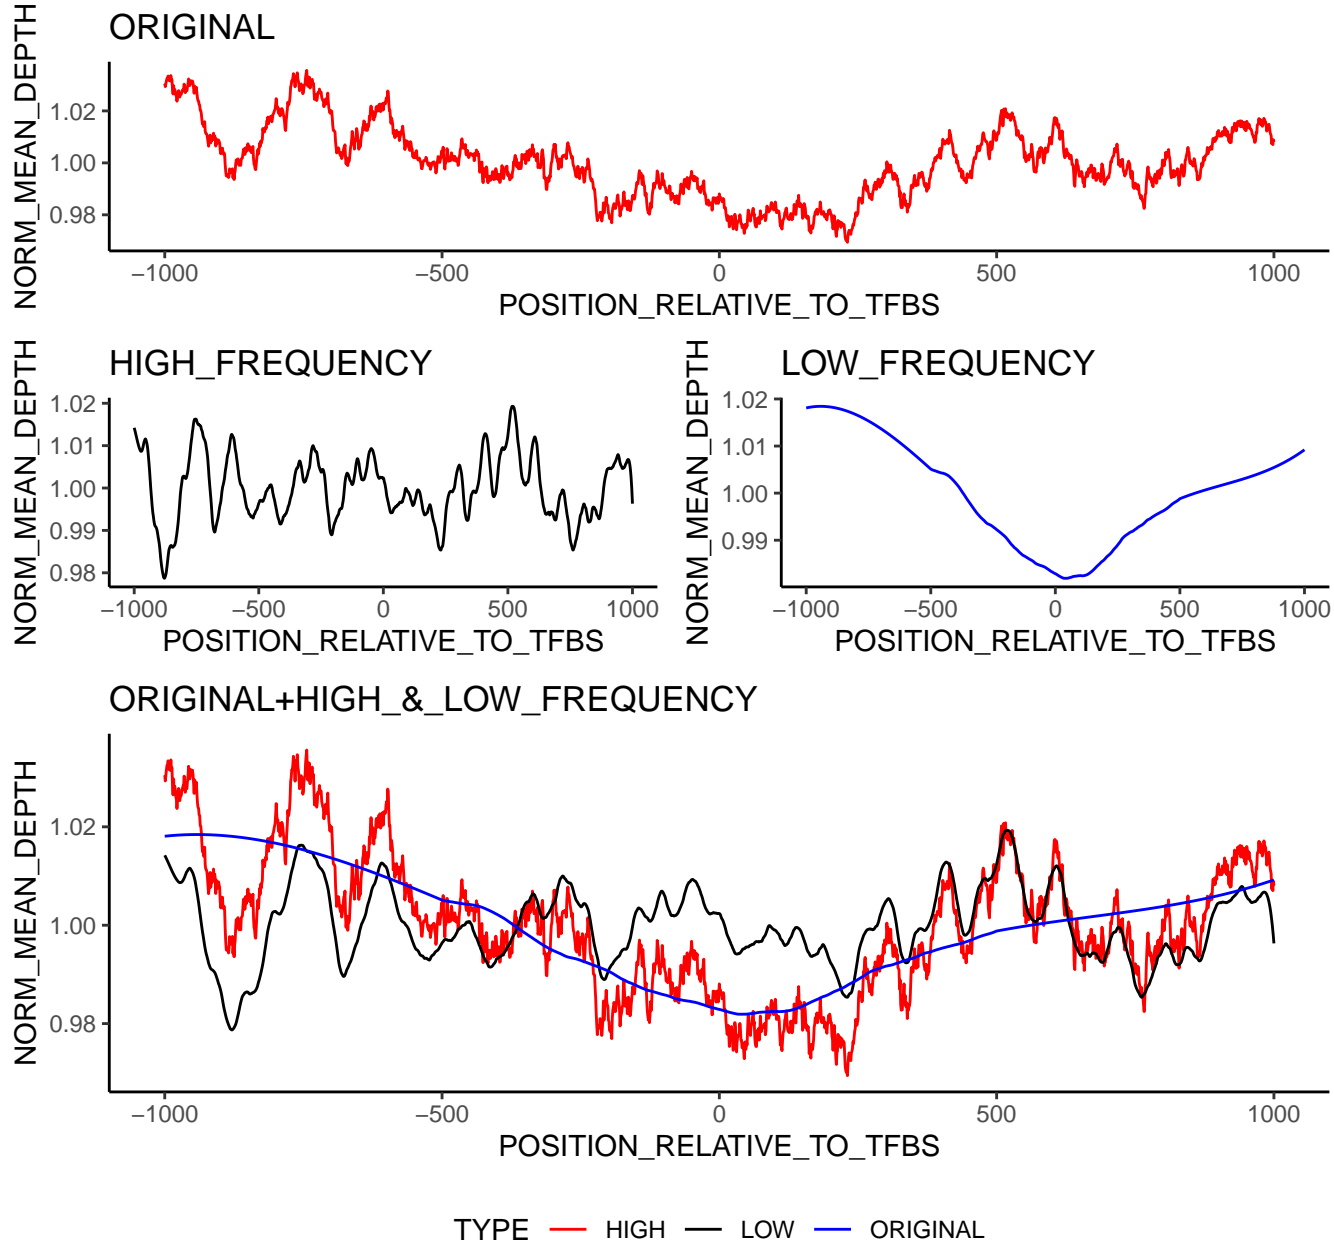 ORIGINAL
NORM_MEAN_DEPTH
1.02
1.00
0.98
−1000 −500 0 500 1000
POSITION_RELATIVE_TO_TFBS
HIGH_FREQUENCY
NORM_MEAN_DEPTH
1.02
1.01
1.00
0.99
0.98
−1000 −500 0 500 1000
POSITION_RELATIVE_TO_TFBS
LOW_FREQUENCY
NORM_MEAN_DEPTH
1.02
1.01
1.00
0.99
−1000 −500 0 500 1000
POSITION_RELATIVE_TO_TFBS
ORIGINAL+HIGH_&_LOW_FREQUENCY
NORM_MEAN_DEPTH
1.02
1.00
0.98
−1000 −500 0 500 1000
POSITION_RELATIVE_TO_TFBS
TYPE HIGH LOW ORIGINAL